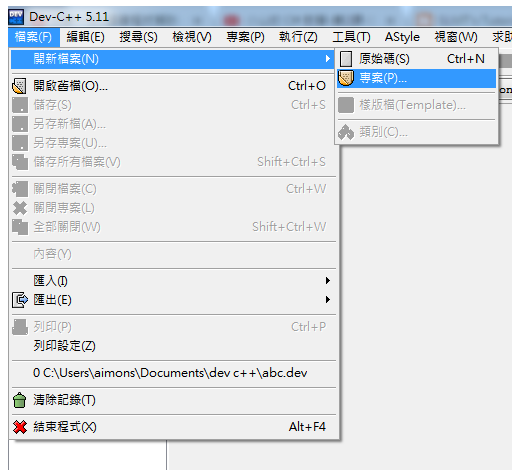 Dev-C++ 5.11
檔案(F) 編輯(E) 搜尋(S) 檢視(V) 專案(P) 執行(Z) 工具(T) AStyle 視窗(W) 求助
開新檔案(N)
原始碼(S) Ctrl+N
專案(P)...
樣版檔(Template)...
類別(C)...
開啟舊檔(O)... Ctrl+O
儲存(S) Ctrl+S
另存新檔(A)...
另存專案(U)...
儲存所有檔案(V) Shift+Ctrl+S
關閉檔案(C) Ctrl+W
關閉專案(L)
全部關閉(W) Shift+Ctrl+W
內容(Y)
匯入(I)
匯出(E)
列印(P) Ctrl+P
列印設定(Z)
0 C:\Users\aimons\Documents\dev c++\abc.dev
清除記錄(T)
結束程式(X) Alt+F4